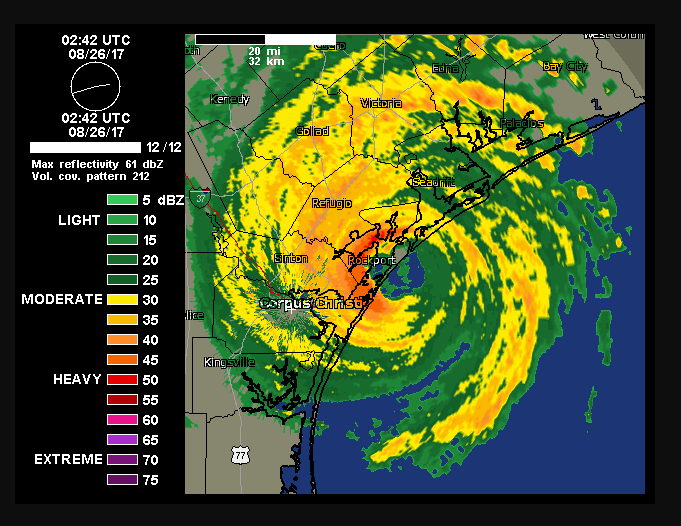 02:42 UTC
08/26/17
02:42 UTC
08/26/17
12 /12
Max reflectivity 61 dbZ
Vol. cov. pattern 212
5 dBZ
LIGHT 10
15
20
25
MODERATE 30
35
40
45
HEAVY 50
55
60
65
EXTREME 70
75
20 mi
32 km
Edna
Bay City
Kenedy
Victoria
Goliad
Palacios
37
Refugio
Sinton
Rockport
Corpus Christi
Kingsville
77